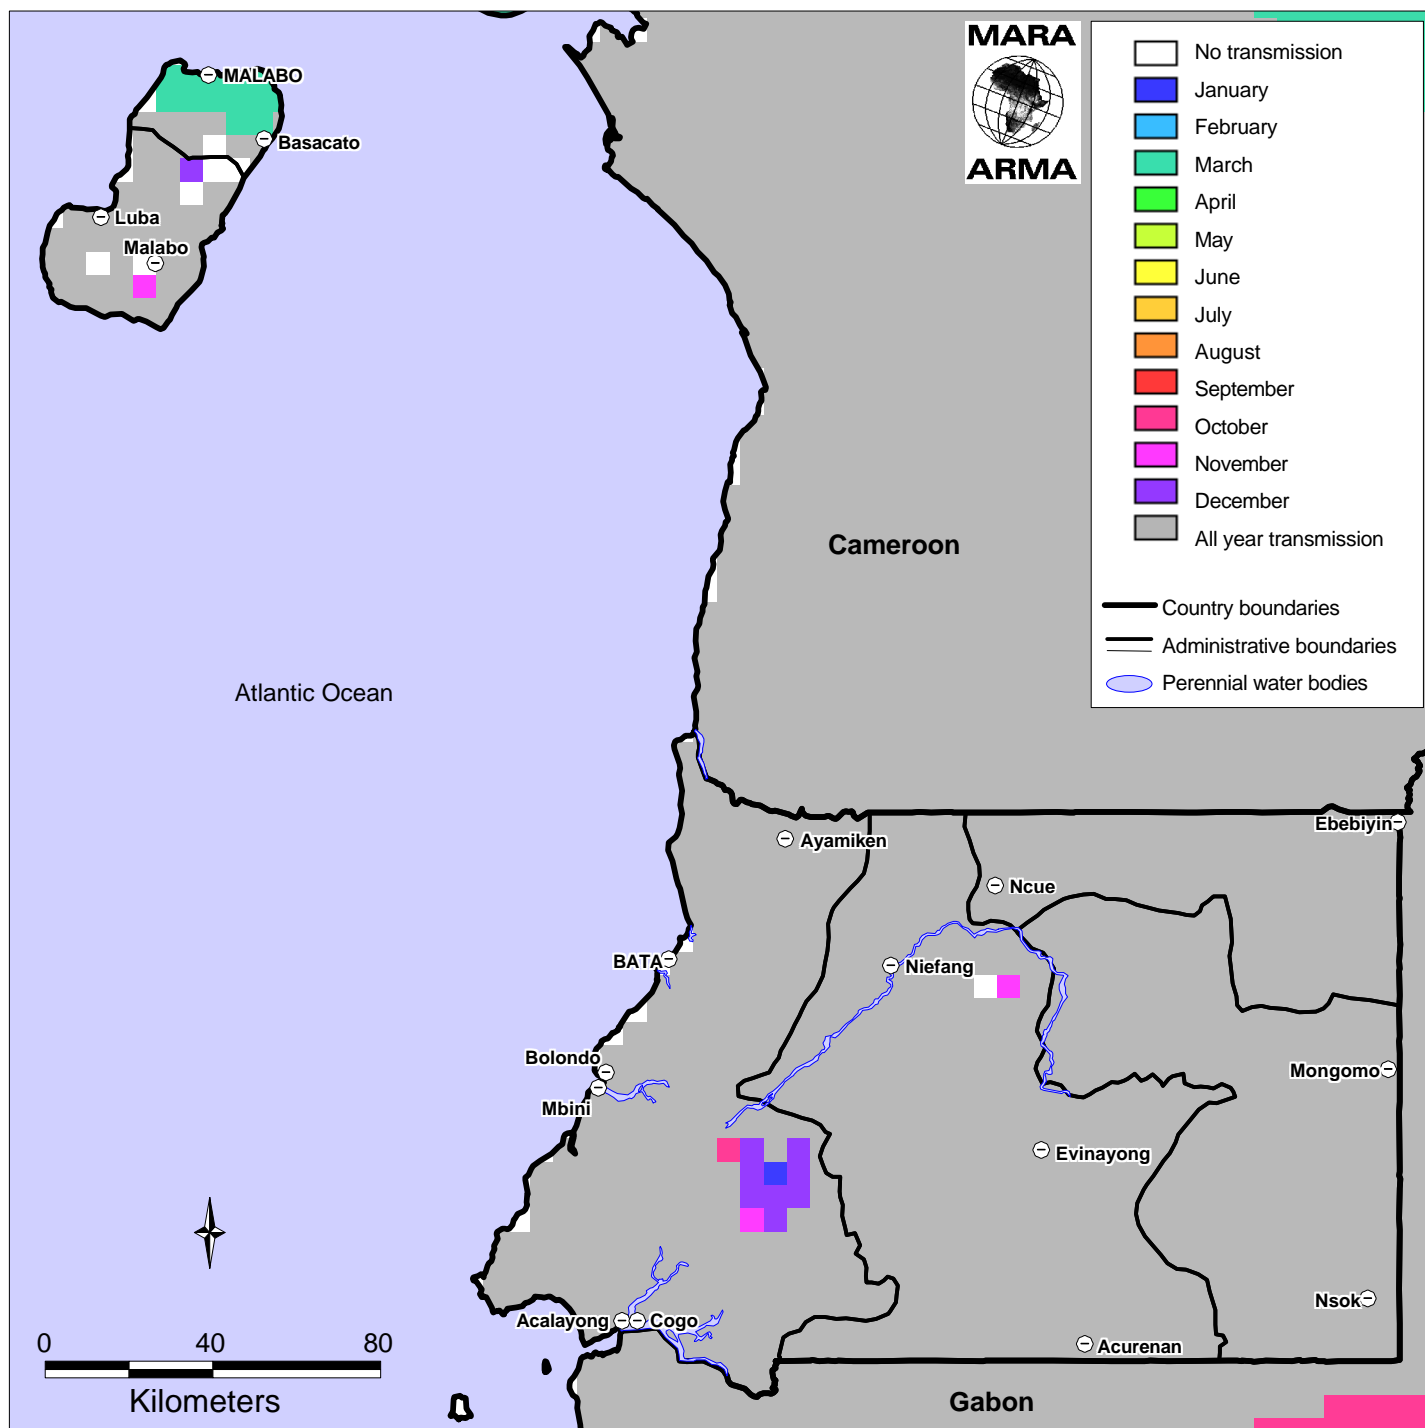 MARA
ARMA
No transmission
January
February
March
April
May
June
July
August
September
October
November
December
All year transmission
Country boundaries
Administrative boundaries
Perennial water bodies
MALABO
Basacato
Luba
Malabo
Cameroon
Atlantic Ocean
Ebebiyin
Ayamiken
Ncue
BATA
Niefang
Bolondo
Mbini
Mongomo
Evinayong
Nsok
Acalayong
Cogo
Acurenan
0 40 80
Kilometers
Gabon